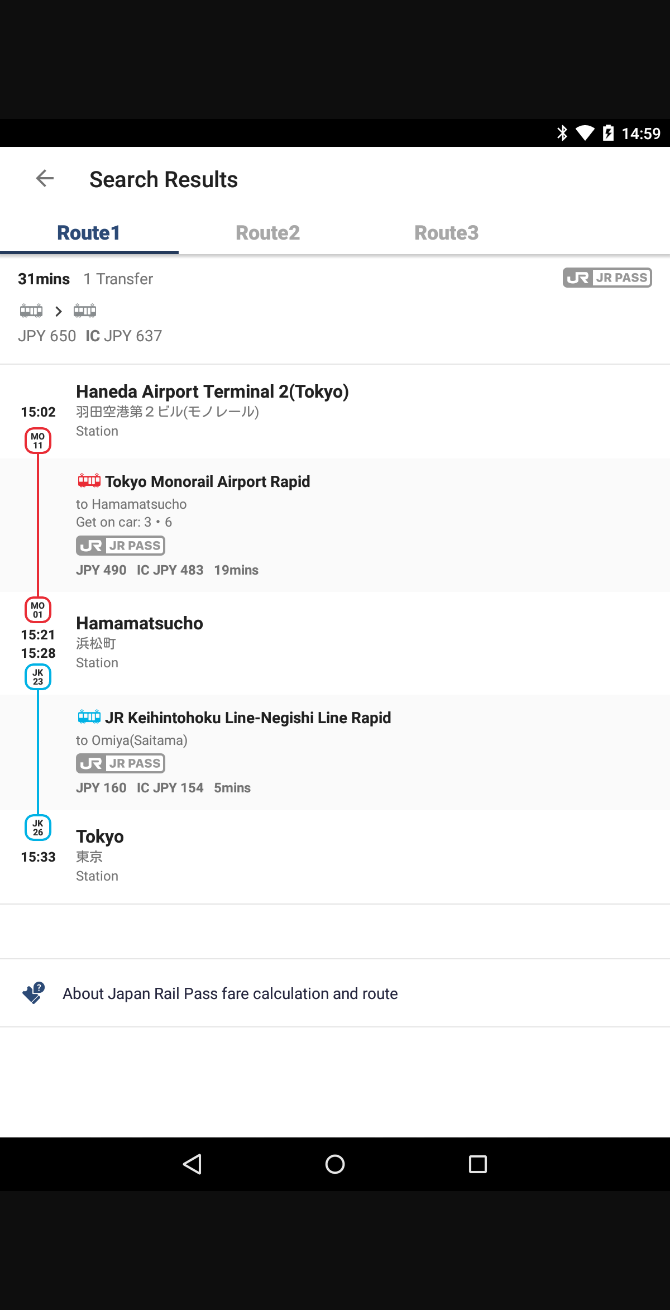 14:59
Search Results
Route1 Route2 Route3
31mins 1 Transfer JR JR PASS
JPY 650 IC JPY 637
Haneda Airport Terminal 2(Tokyo)
15:02 羽田空港第２ビル(モノレール)
Station
MO
11
Tokyo Monorail Airport Rapid
to Hamamatsucho
Get on car: 3・6
JR JR PASS
JPY 490 IC JPY 483 19mins
MO
01
Hamamatsucho
15:21
浜松町
15:28
Station
JK
23
JR Keihintohoku Line-Negishi Line Rapid
to Omiya(Saitama)
JR JR PASS
JPY 160 IC JPY 154 5mins
JK
26
Tokyo
15:33 東京
Station
?
About Japan Rail Pass fare calculation and route